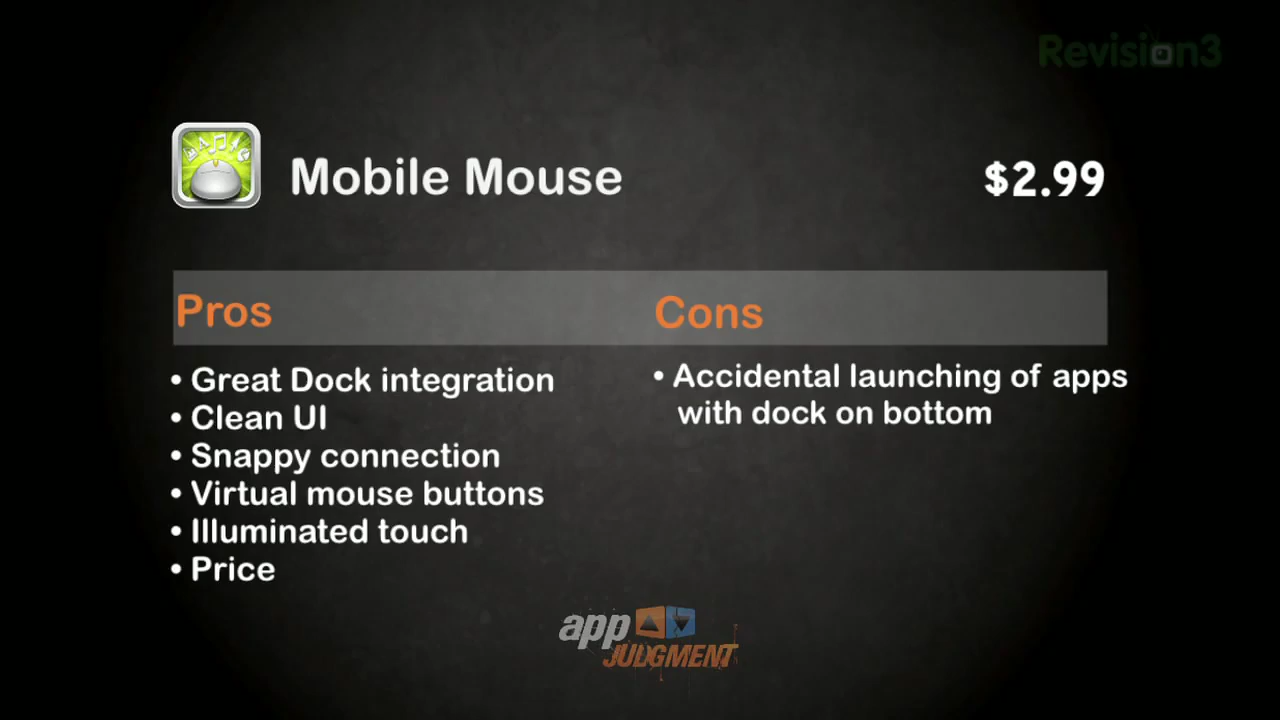 Revision3
Mobile Mouse
$2.99
Pros
Cons
• Great Dock integration
• Clean UI
• Snappy connection
• Virtual mouse buttons
• Illuminated touch
• Price
• Accidental launching of apps
with dock on bottom
app
JUDGMENT